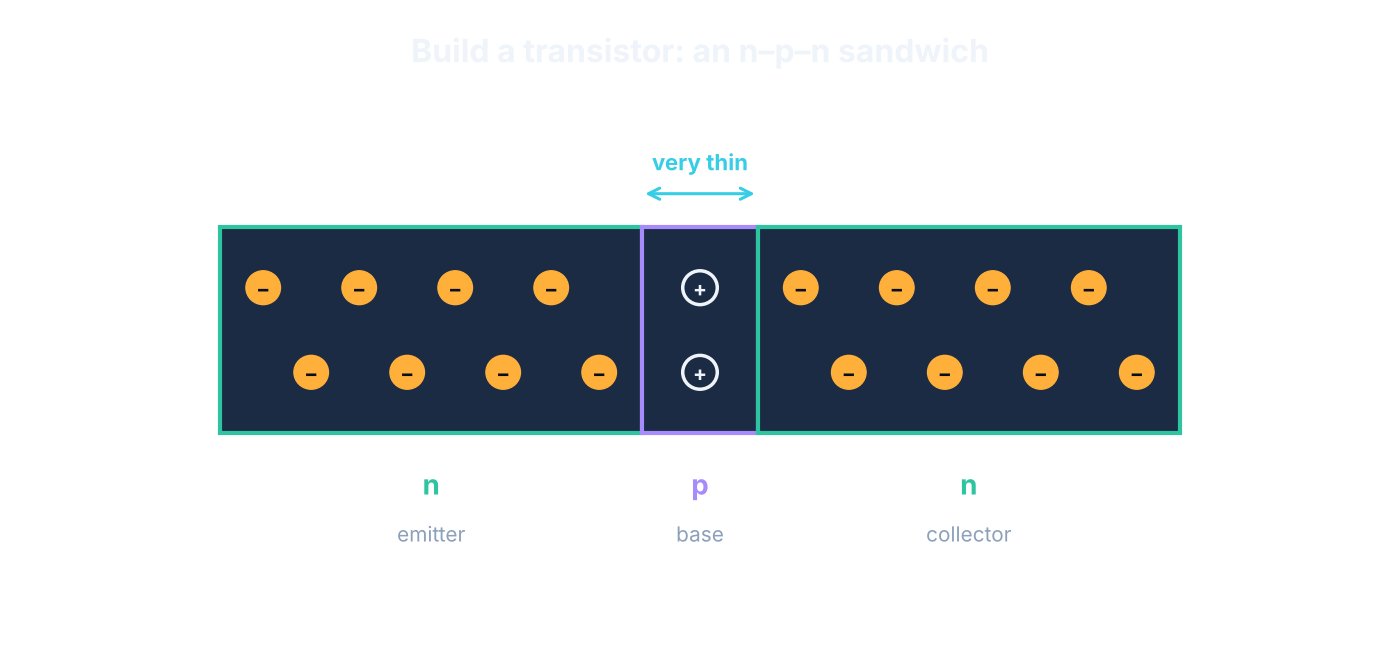 Build a transistor: an n–p–n sandwich
very thin
– – – – + – – – –
– – – – + – – – –
n p n
emitter base collector